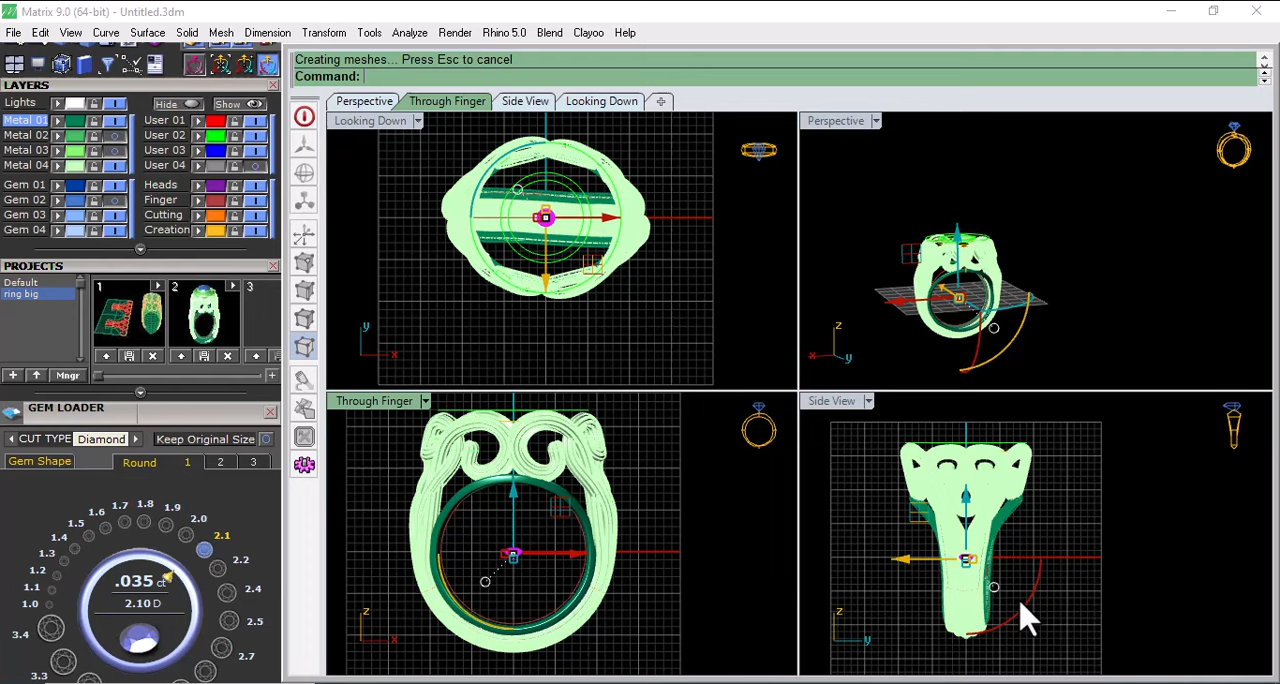 Matrix 9.0 (64-bit) - Untitled.3dm
File Edit View Curve Surface Solid Mesh Dimension Transform Tools Analyze Render Rhino 5.0 Blend Clayoo Help
Creating meshes... Press Esc to cancel
Command:
LAYERS
Lights Hide Show
Metal 01 User 01
Metal 02 User 02
Metal 03 User 03
Metal 04 User 04
Gem 01 Heads
Gem 02 Finger
Gem 03 Cutting
Gem 04 Creation
Perspective Through Finger Side View Looking Down
Looking Down
Perspective
y
x
z
x y
PROJECTS
Default
ring big
1 2 3
Mngr
Through Finger
Side View
z
x
z
y
GEM LOADER
CUT TYPE Diamond Keep Original Size
Gem Shape Round 1 2 3
1.7 1.8
1.6 1.9
1.5 2.0
1.4 2.1
1.3 2.2
1.2
1.1 2.4
1.0
.035 ct
2.10 D
2.5
3.4
2.7
3.3